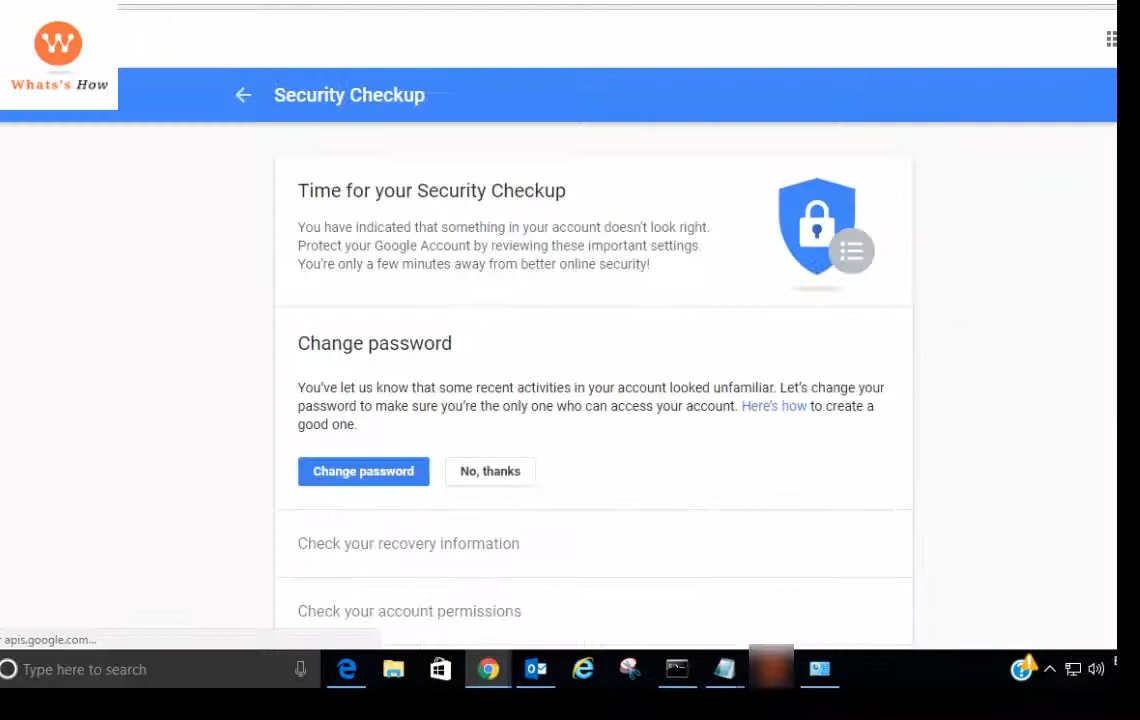 W
Whats's How
Security Checkup
Time for your Security Checkup
You have indicated that something in your account doesn't look right.
Protect your Google Account by reviewing these important settings.
You're only a few minutes away from better online security!
Change password
You've let us know that some recent activities in your account looked unfamiliar. Let's change your
password to make sure you're the only one who can access your account. Here's how to create a
good one.
Change password
No, thanks
Check your recovery information
Check your account permissions
apis.google.com...
Type here to search